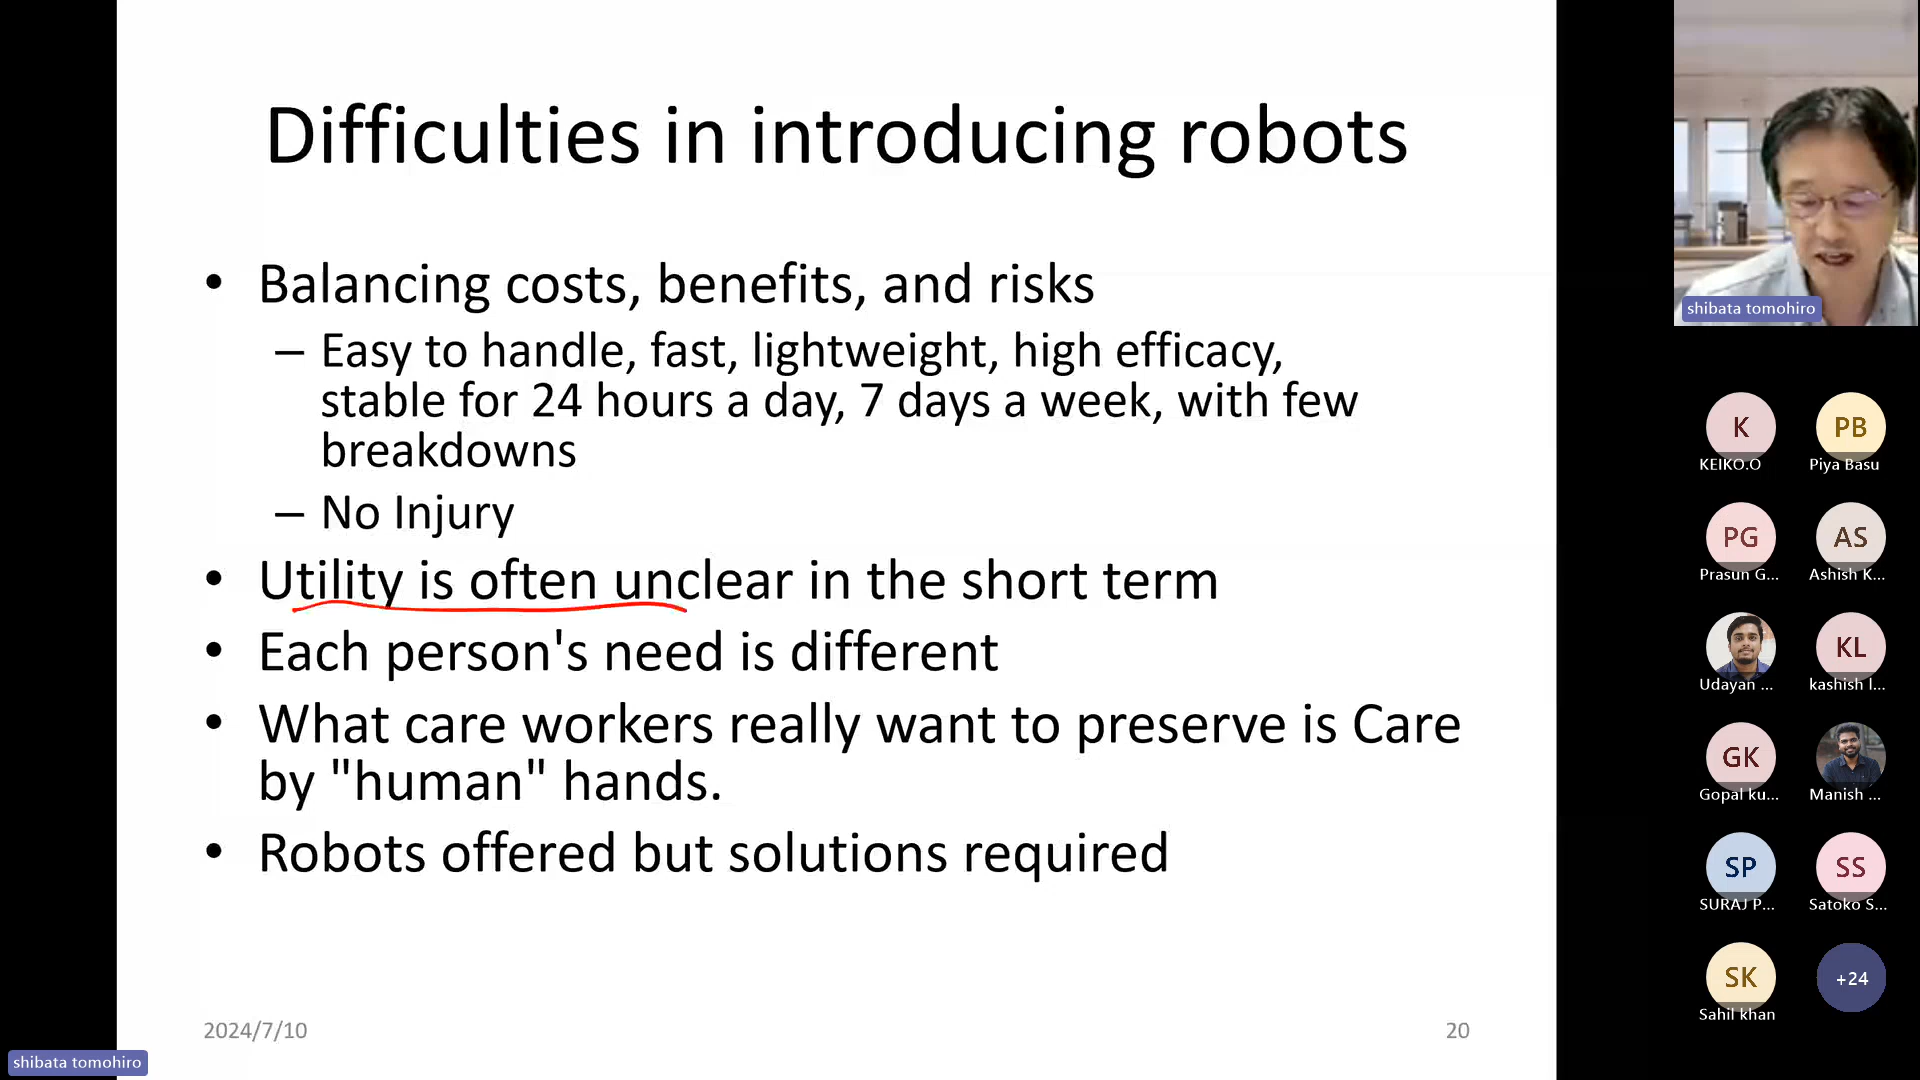 Difficulties in introducing robots
• Balancing costs, benefits, and risks
– Easy to handle, fast, lightweight, high efficacy,
stable for 24 hours a day, 7 days a week, with few
breakdowns
– No Injury
• Utility is often unclear in the short term
• Each person's need is different
• What care workers really want to preserve is Care
by "human" hands.
• Robots offered but solutions required
2024/7/10
20
shibata tomohiro
shibata tomohiro
K
KEIKO.O
PB
Piya Basu
PG
Prasun G...
AS
Ashish K...
Udayan ...
KL
kashish l...
GK
Gopal ku...
Manish ...
SP
SURAJ P...
SS
Satoko S...
SK
Sahil khan
+24